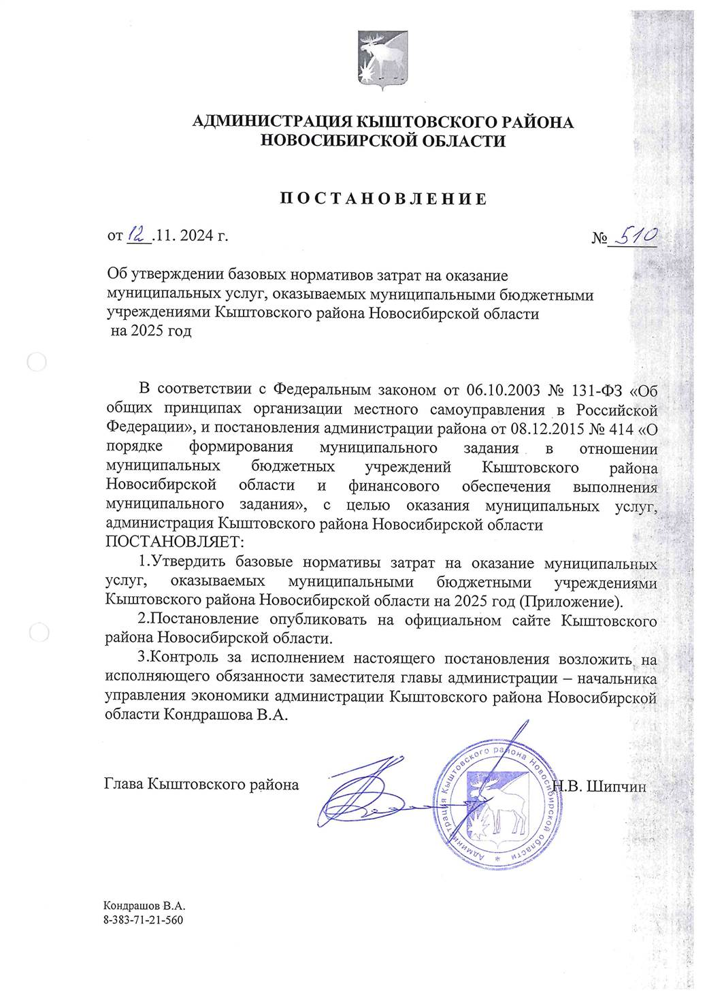 АДМИНИСТРАЦИЯ КЫШТОВСКОГО РАЙОНА
НОВОСИБИРСКОЙ ОБЛАСТИ
ПОСТАНОВЛЕНИЕ
от 12.11. 2024 г. № 510
Об утверждении базовых нормативов затрат на оказание
муниципальных услуг, оказываемых муниципальными бюджетными
учреждениями Кыштовского района Новосибирской области
на 2025 год
В соответствии с Федеральным законом от 06.10.2003 № 131-ФЗ «Об
общих принципах организации местного самоуправления в Российской
Федерации», и постановления администрации района от 08.12.2015 № 414 «О
порядке формирования муниципального задания в отношении
муниципальных бюджетных учреждений Кыштовского района
Новосибирской области и финансового обеспечения выполнения
муниципального задания», с целью оказания муниципальных услуг,
администрация Кыштовского района Новосибирской области
ПОСТАНОВЛЯЕТ:
1.Утвердить базовые нормативы затрат на оказание муниципальных
услуг, оказываемых муниципальными бюджетными учреждениями
Кыштовского района Новосибирской области на 2025 год (Приложение).
2.Постановление опубликовать на официальном сайте Кыштовского
района Новосибирской области.
3.Контроль за исполнением настоящего постановления возложить на
исполняющего обязанности заместителя главы администрации – начальника
управления экономики администрации Кыштовского района Новосибирской
области Кондрашова В.А.
Глава Кыштовского района Н.В. Шипчин
Администрация Кыштовского района Новосибирской области *
Кондрашов В.А.
8-383-71-21-560